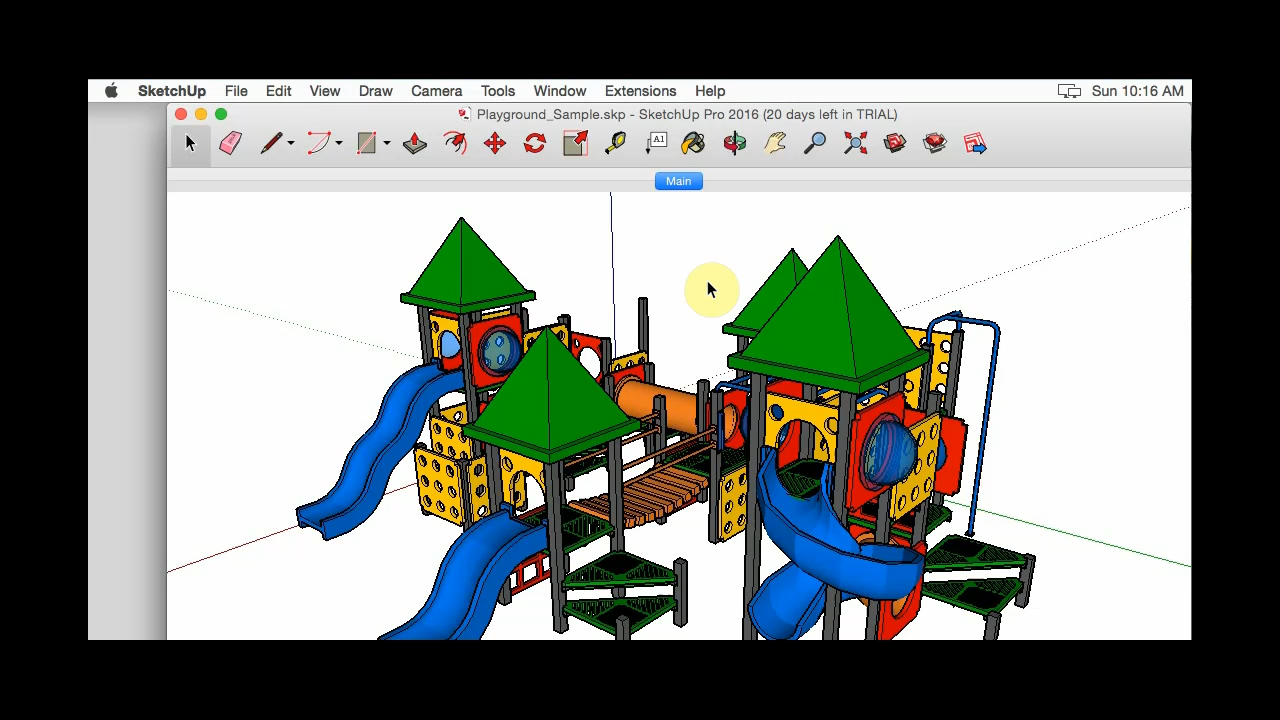 SketchUp File Edit View Draw Camera Tools Window Extensions Help Sun 10:16 AM
Playground_Sample.skp - SketchUp Pro 2016 (20 days left in TRIAL)
A1
Main